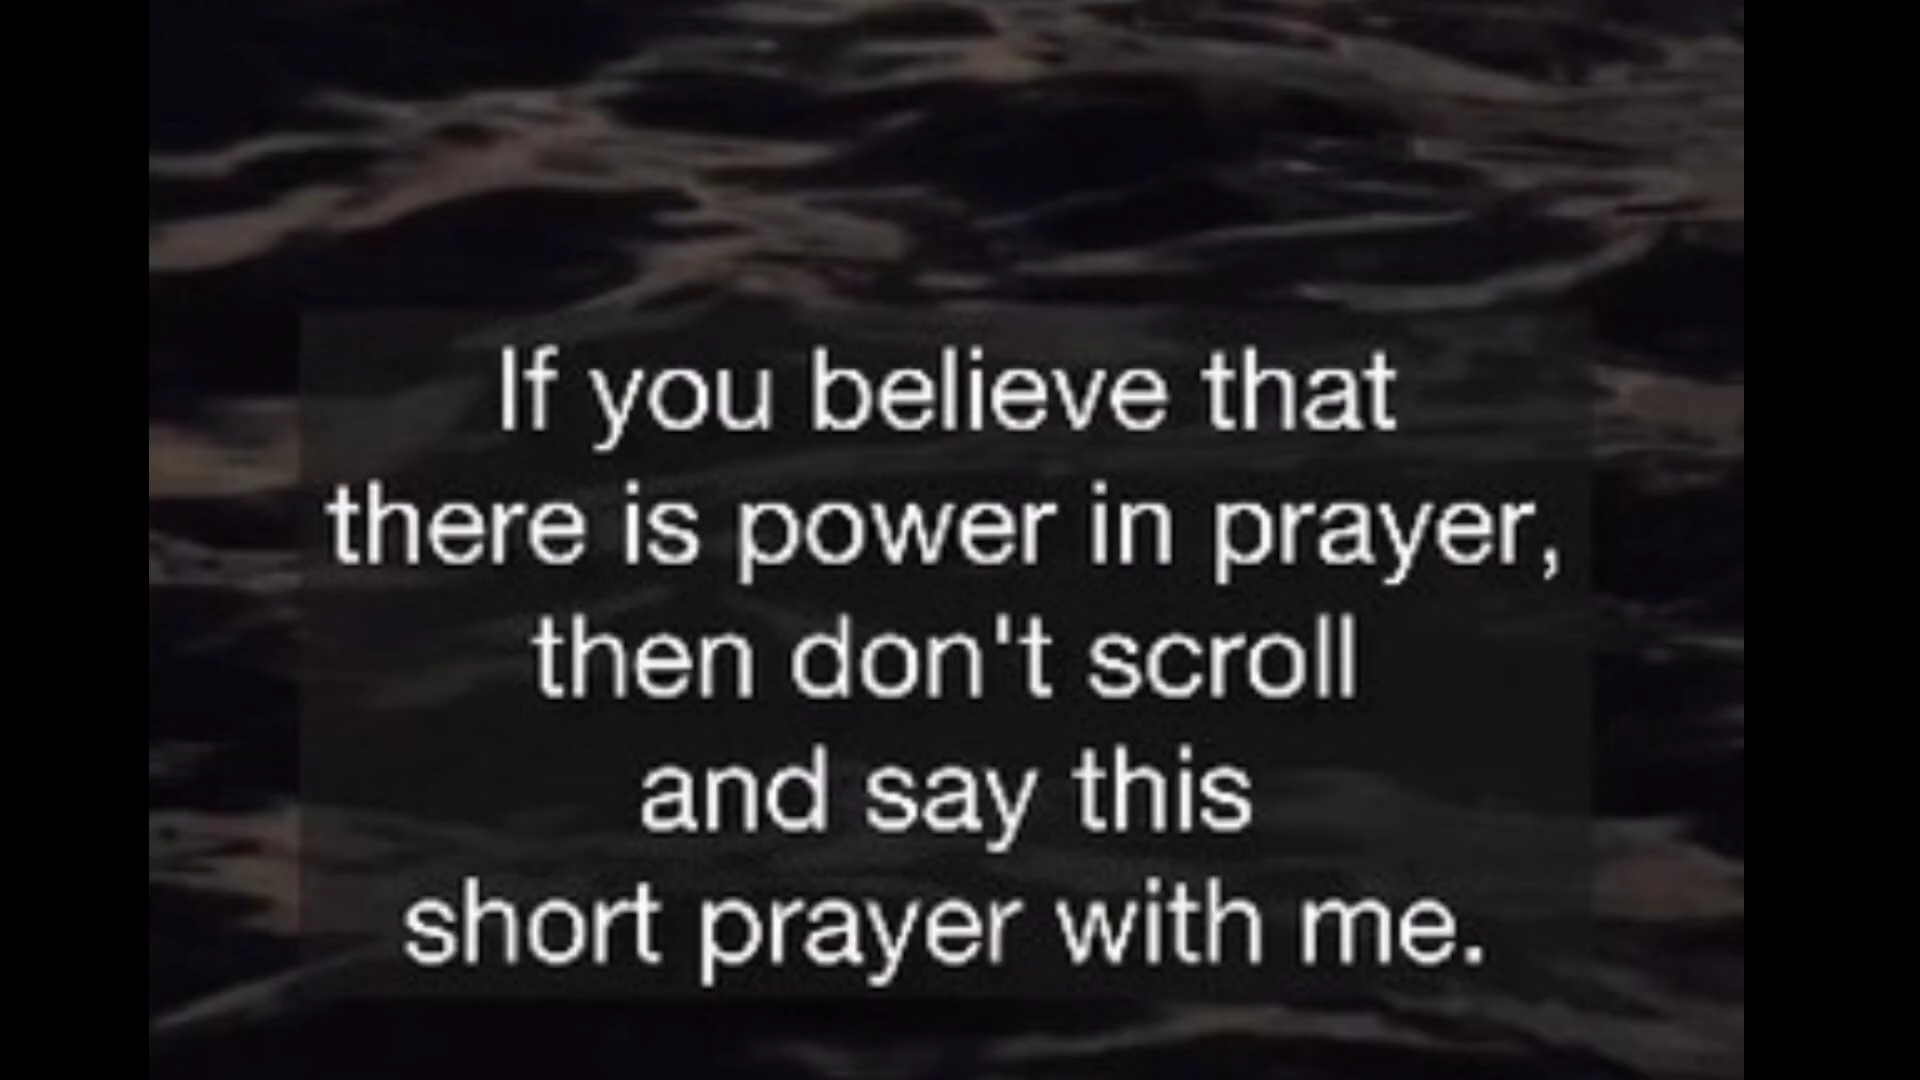 If you believe that
there is power in prayer,
then don't scroll
and say this
short prayer with me.